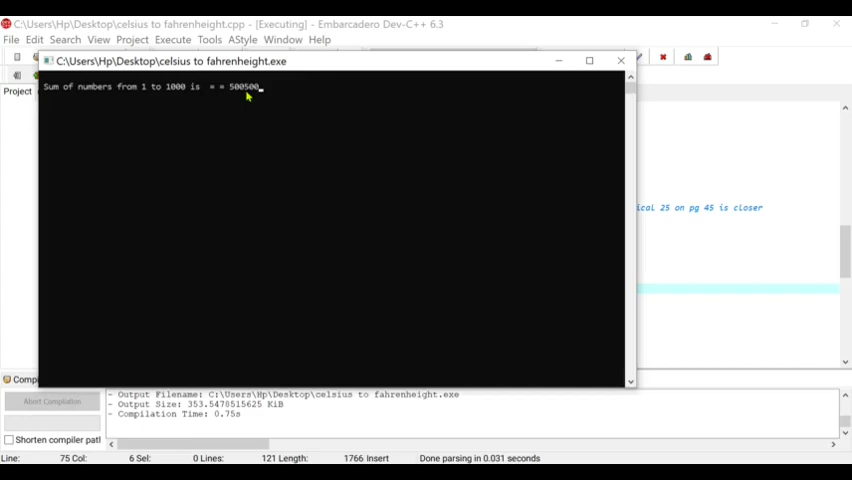 C:\Users\Hp\Desktop\celsius to fahrenheight.cpp - [Executing] - Embarcadero Dev-C++ 6.3
File Edit Search View Project Execute Tools AStyle Window Help
C:\Users\Hp\Desktop\celsius to fahrenheight.exe
Project
Sum of numbers from 1 to 1000 is  = = 500500
ical 25 on pg 45 is closer
Compi
Abort Compilation
Shorten compiler patl
- Output Filename: C:\Users\Hp\Desktop\celsius to fahrenheight.exe
- Output Size: 353.5478515625 KiB
- Compilation Time: 0.75s
Line: 75 Col: 6 Sel: 0 Lines: 121 Length: 1766 Insert Done parsing in 0.031 seconds